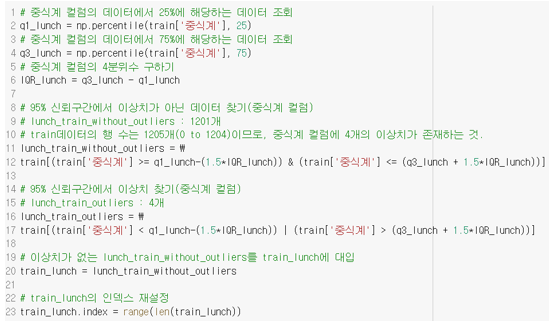 1 # 중식계 컬럼의 데이터에서 25%에 해당하는 데이터 조회
2 q1_lunch = np.percentile(train['중식계'], 25)
3 # 중식계 컬럼의 데이터에서 75%에 해당하는 데이터 조회
4 q3_lunch = np.percentile(train['중식계'], 75)
5 # 중식계 컬럼의 4분위수 구하기
6 IQR_lunch = q3_lunch - q1_lunch
7
8 # 95% 신뢰구간에서 이상치가 아닌 데이터 찾기(중식계 컬럼)
9 # lunch_train_without_outliers : 1201개
10 # train데이터의 행 수는 1205개(0 to 1204)이므로, 중식계 컬럼에 4개의 이상치가 존재하는 것.
11 lunch_train_without_outliers = ₩
12 train[(train['중식계'] >= q1_lunch-(1.5*IQR_lunch)) & (train['중식계'] <= (q3_lunch + 1.5*IQR_lunch))]
13
14 # 95% 신뢰구간에서 이상치 찾기(중식계 컬럼)
15 # lunch_train_outliers : 4개
16 lunch_train_outliers = ₩
17 train[(train['중식계'] < q1_lunch-(1.5*IQR_lunch)) | (train['중식계'] > (q3_lunch + 1.5*IQR_lunch))]
18
19 # 이상치가 없는 lunch_train_without_outliers를 train_lunch에 대입
20 train_lunch = lunch_train_without_outliers
21
22 # train_lunch의 인덱스 재설정
23 train_lunch.index = range(len(train_lunch))